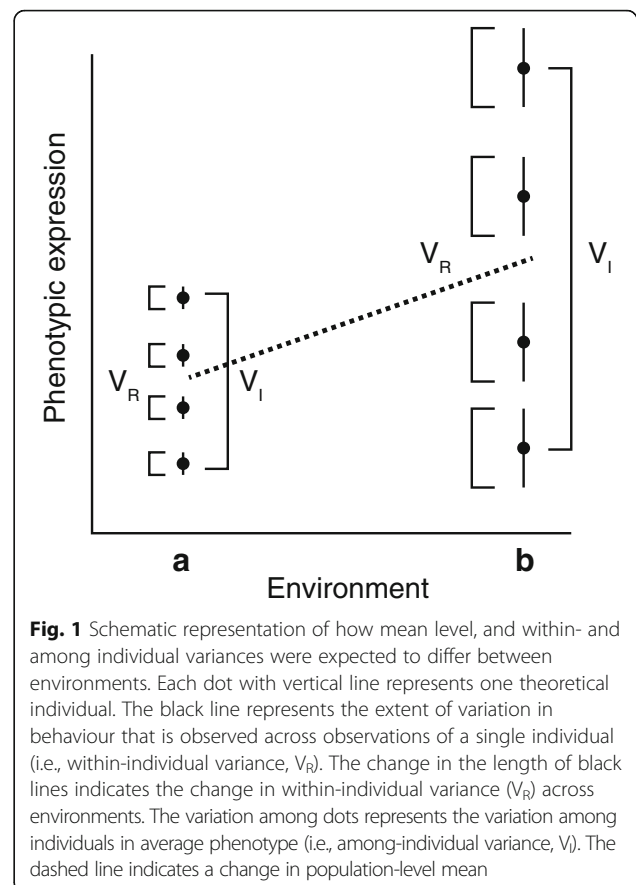 Phenotypic expression
V_R
V_I
V_R
V_I
a
b
Environment
Fig. 1 Schematic representation of how mean level, and within- and
among individual variances were expected to differ between
environments. Each dot with vertical line represents one theoretical
individual. The black line represents the extent of variation in
behaviour that is observed across observations of a single individual
(i.e., within-individual variance, V_R). The change in the length of black
lines indicates the change in within-individual variance (V_R) across
environments. The variation among dots represents the variation among
individuals in average phenotype (i.e., among-individual variance, V_I). The
dashed line indicates a change in population-level mean